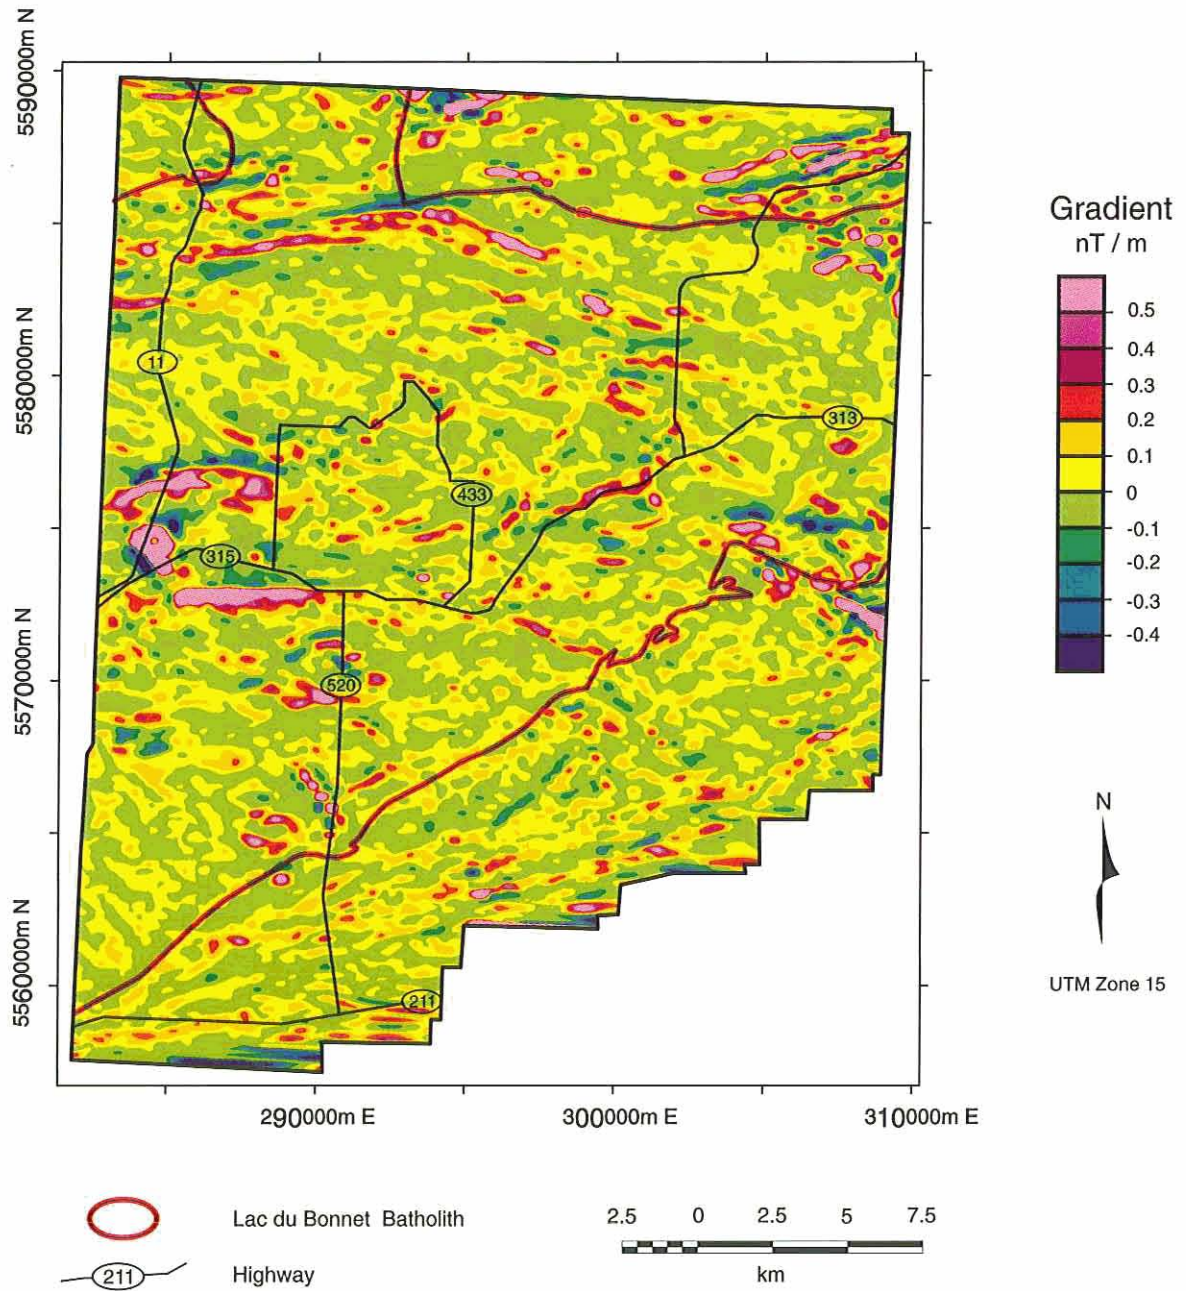 5590000m N
5580000m N
5570000m N
5560000m N
11
313
433
315
520
211
290000m E
300000m E
310000m E
Gradient
nT / m
0.5
0.4
0.3
0.2
0.1
0
-0.1
-0.2
-0.3
-0.4
N
UTM Zone 15
Lac du Bonnet Batholith
211
Highway
2.5 0 2.5 5 7.5
km